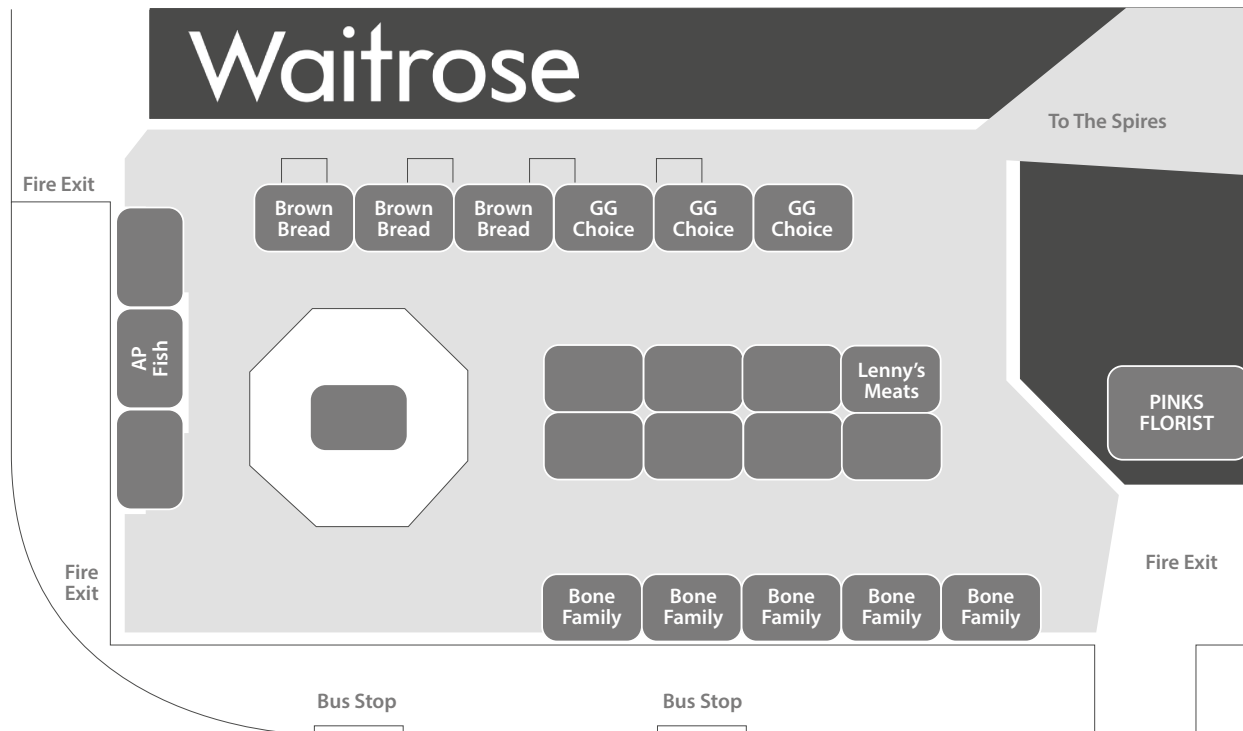 Waitrose
To The Spires
Fire Exit
Brown
Bread
Brown
Bread
Brown
Bread
GG
Choice
GG
Choice
GG
Choice
AP
Fish
Lenny’s
Meats
PINKS
FLORIST
Fire
Exit
Fire Exit
Bone
Family
Bone
Family
Bone
Family
Bone
Family
Bone
Family
Bus Stop
Bus Stop